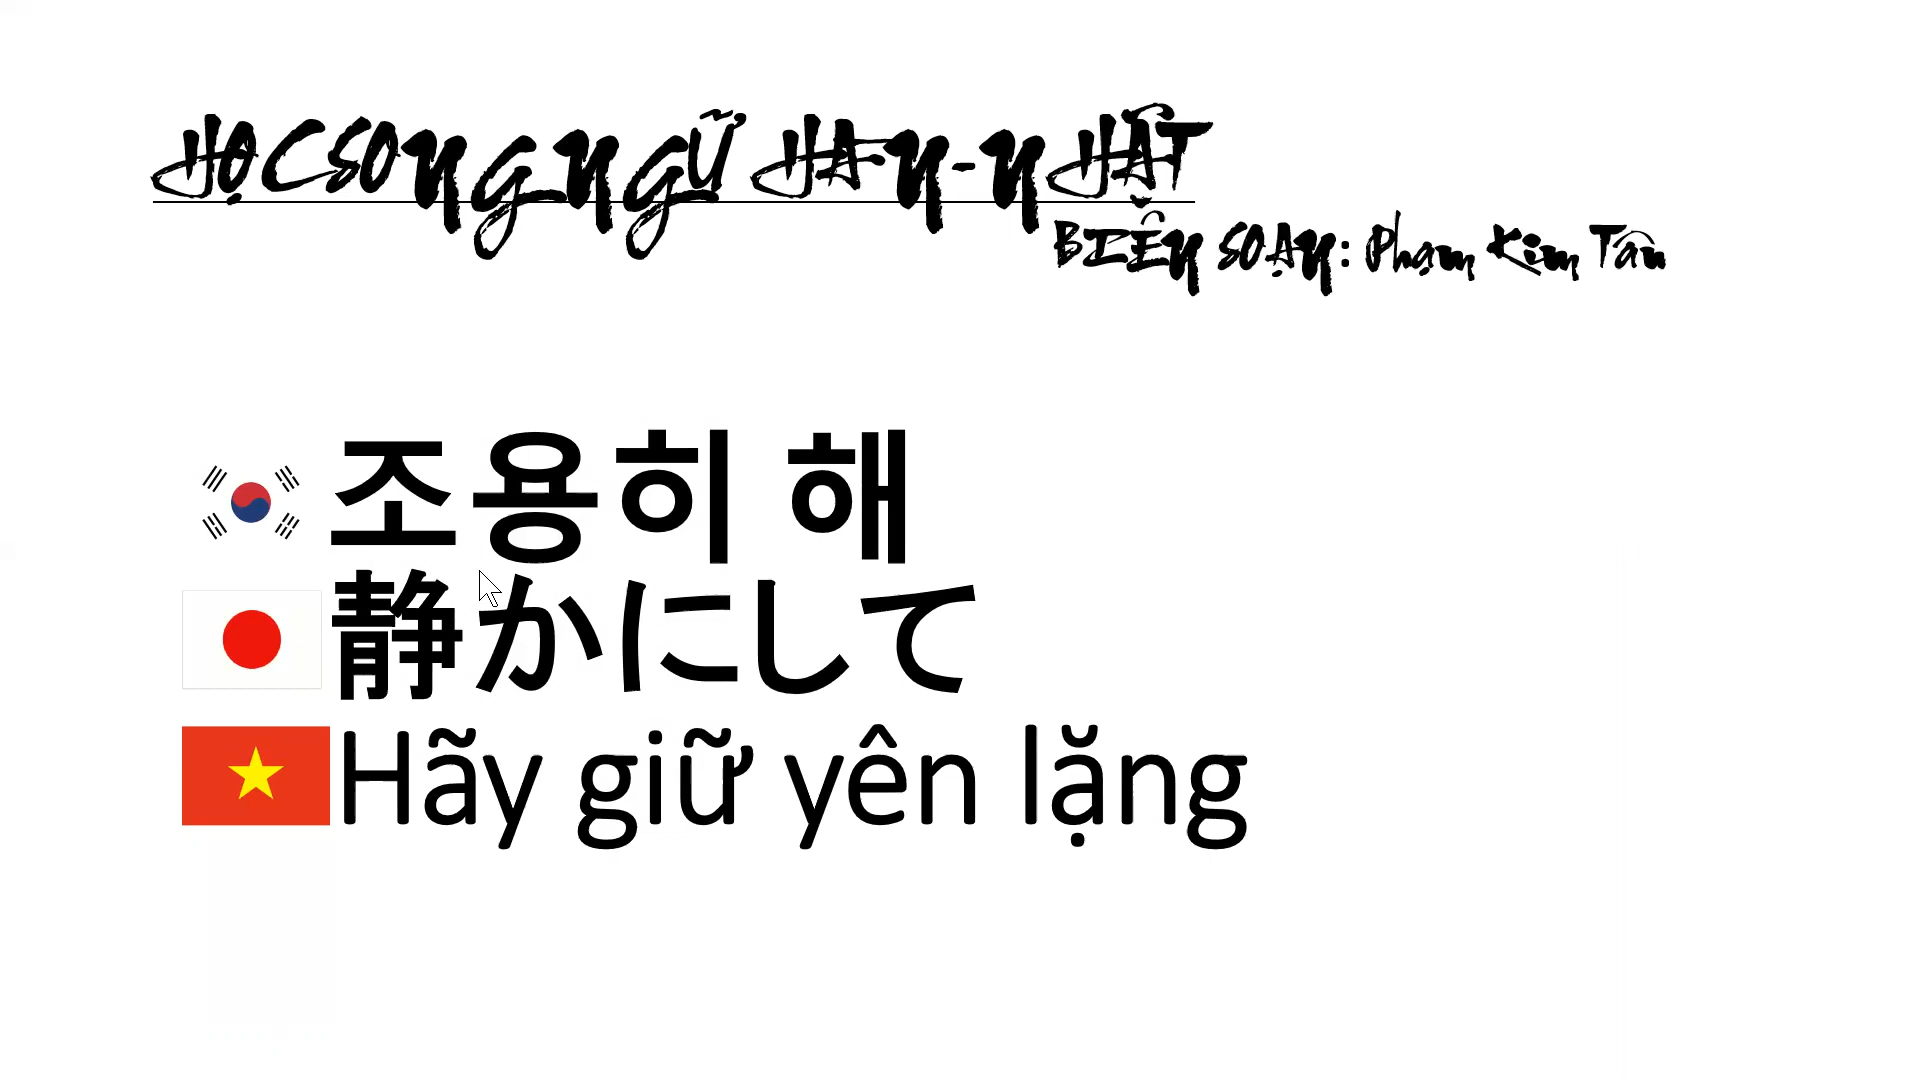 HỌC SONG NGỮ HÀN-NHẬT
BIÊN SOẠN: Phạm Kim Tân
조용히 해
静かにして
Hãy giữ yên lặng